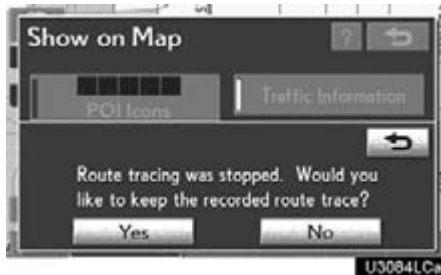 Show on Map
?
POI Icons
Traffic Information
Route tracing was stopped. Would you
like to keep the recorded route trace?
Yes
No
U3084LCa